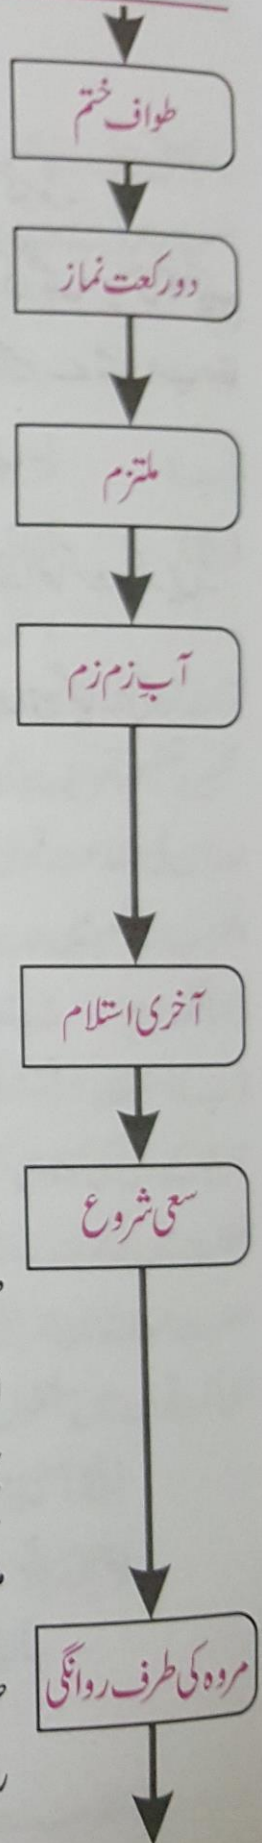 طواف ختم
دو رکعت نماز
ملتزم
آبِ زم زم
آخری استلام
سعی شروع
مروہ کی طرف روانگی